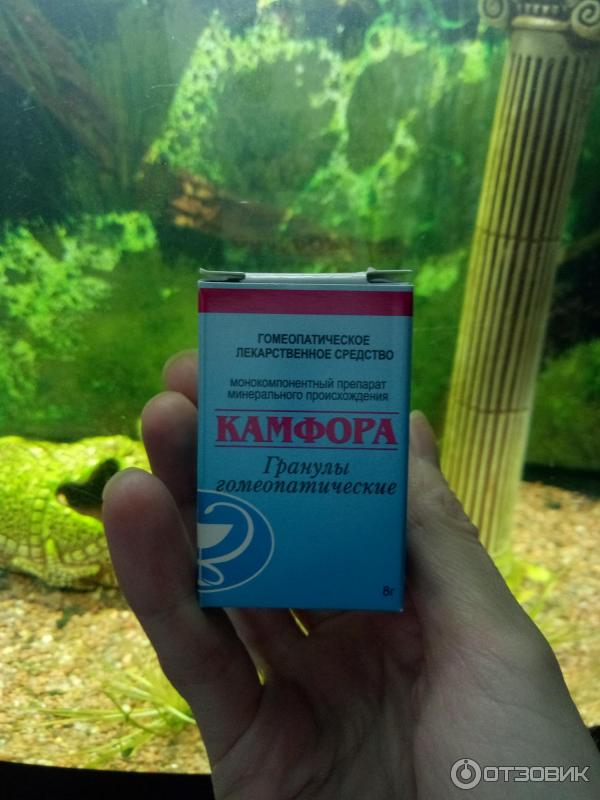 ГОМЕОПАТИЧЕСКОЕ
ЛЕКАРСТВЕННОЕ СРЕДСТВО
монокомпонентный препарат
минерального происхождения
КАМФОРА
Гранулы
гомеопатические
8г
ОТЗОВИК